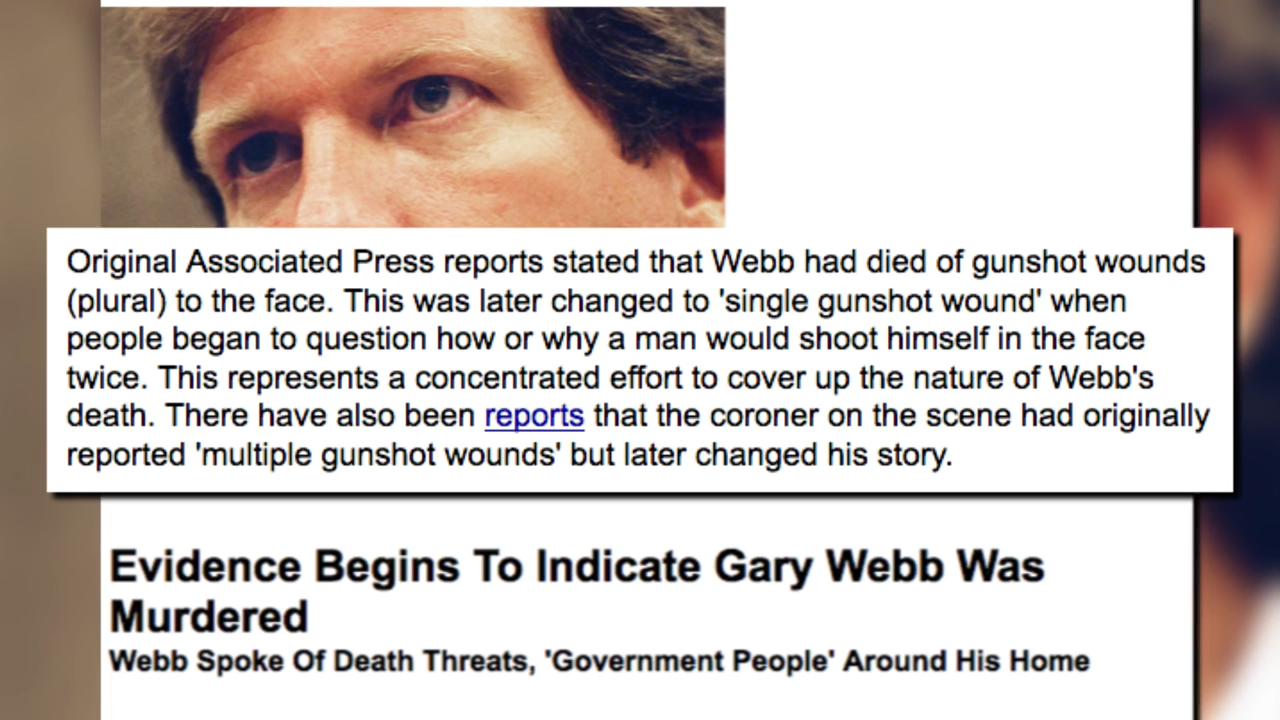 Original Associated Press reports stated that Webb had died of gunshot wounds
(plural) to the face. This was later changed to 'single gunshot wound' when
people began to question how or why a man would shoot himself in the face
twice. This represents a concentrated effort to cover up the nature of Webb's
death. There have also been reports that the coroner on the scene had originally
reported 'multiple gunshot wounds' but later changed his story.
Evidence Begins To Indicate Gary Webb Was
Murdered
Webb Spoke Of Death Threats, 'Government People' Around His Home